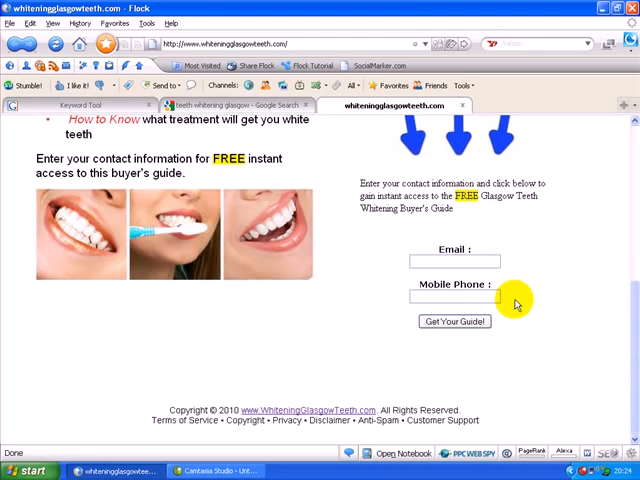 whiteningglasgowteeth.com - Flock
File Edit View History Favorites Tools Help
http://www.whiteningglasgowteeth.com/
Yahoo!
Most Visited Share Flock Flock Tutorial SocialMarker.com
Stumble! I like it! Send to Channels: All Favorites Friends Tools
Keyword Tool teeth whitening glasgow - Google Search whiteningglasgowteeth.com
How to Know what treatment will get you white
teeth
Enter your contact information for FREE instant
access to this buyer's guide.
Enter your contact information and click below to
gain instant access to the FREE Glasgow Teeth
Whitening Buyer's Guide
Email :
Mobile Phone :
Get Your Guide!
Copyright © 2010 www.WhiteningGlasgowTeeth.com. All Rights Reserved.
Terms of Service • Copyright • Privacy • Disclaimer • Anti-Spam • Customer Support
Done Open Notebook PPC WEB SPY PageRank Alexa SEO
start whiteningglasgowtee... Camtasia Studio - Unt... 20:24